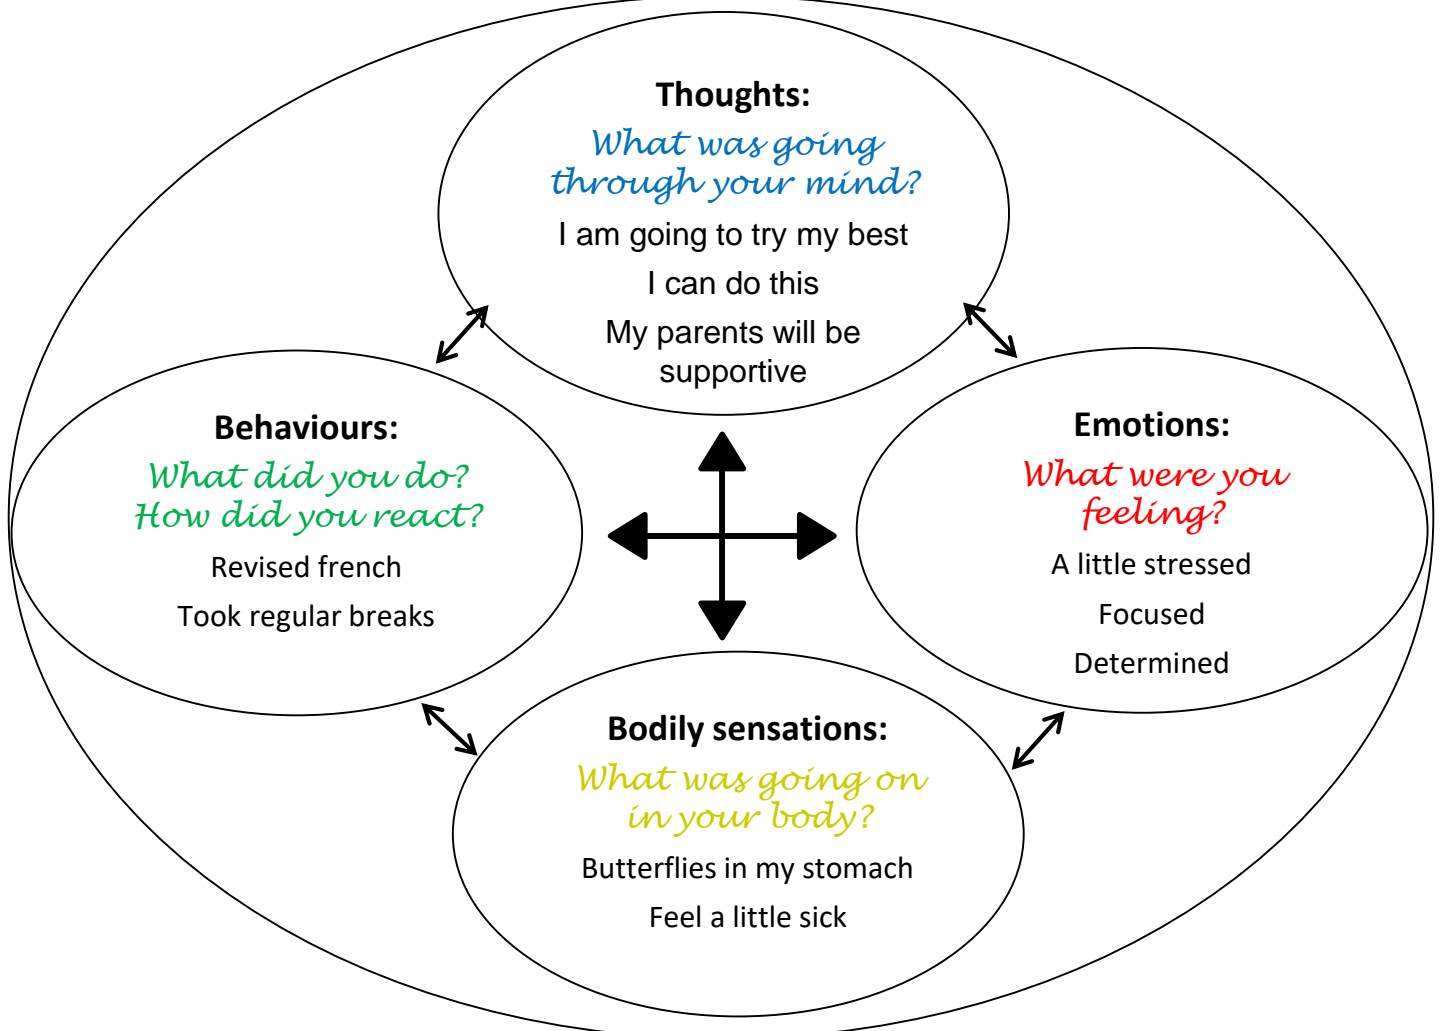 Thoughts:
What was going
through your mind?
I am going to try my best
I can do this
My parents will be
supportive
Behaviours:
What did you do?
How did you react?
Revised french
Took regular breaks
Emotions:
What were you
feeling?
A little stressed
Focused
Determined
Bodily sensations:
What was going on
in your body?
Butterflies in my stomach
Feel a little sick